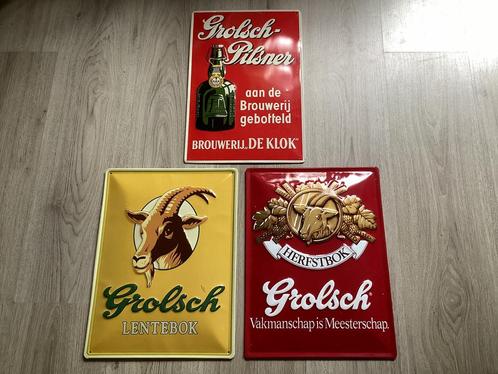 Grolsch-
Pilsner
aan de
Brouwerij
gebotteld
BROUWERIJ „DE KLOK”
Grolsch
LENTEBOK
HERFSTBOK
Grolsch
Vakmanschap is Meesterschap.